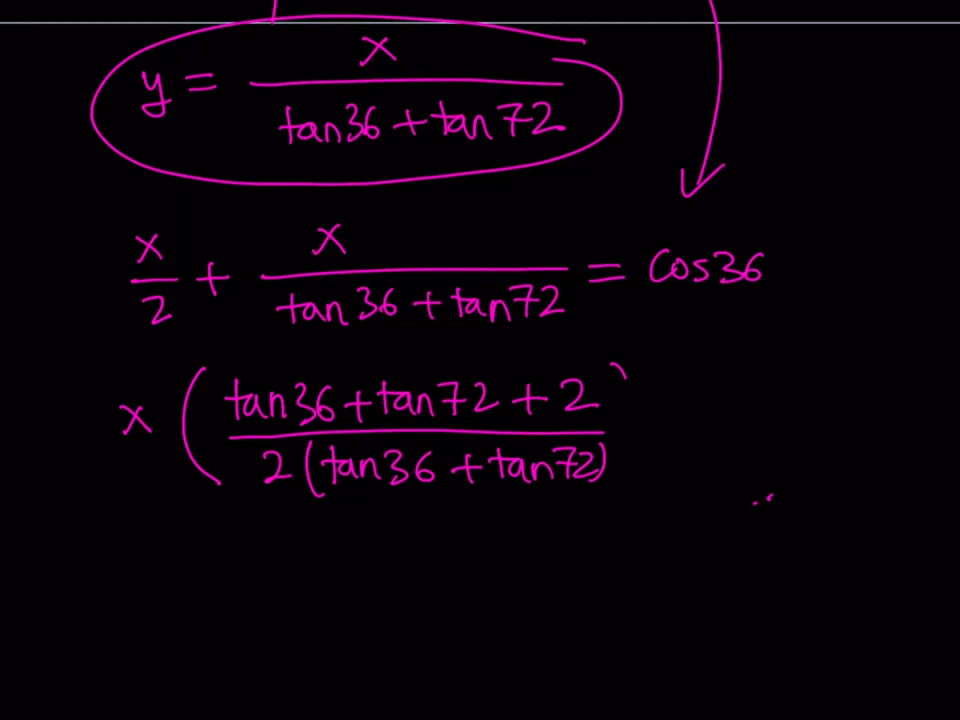 y = x / (tan36 + tan72)
x/2 + x / (tan36 + tan72) = cos36
x ( (tan36 + tan72 + 2) / (2(tan36 + tan72)) )